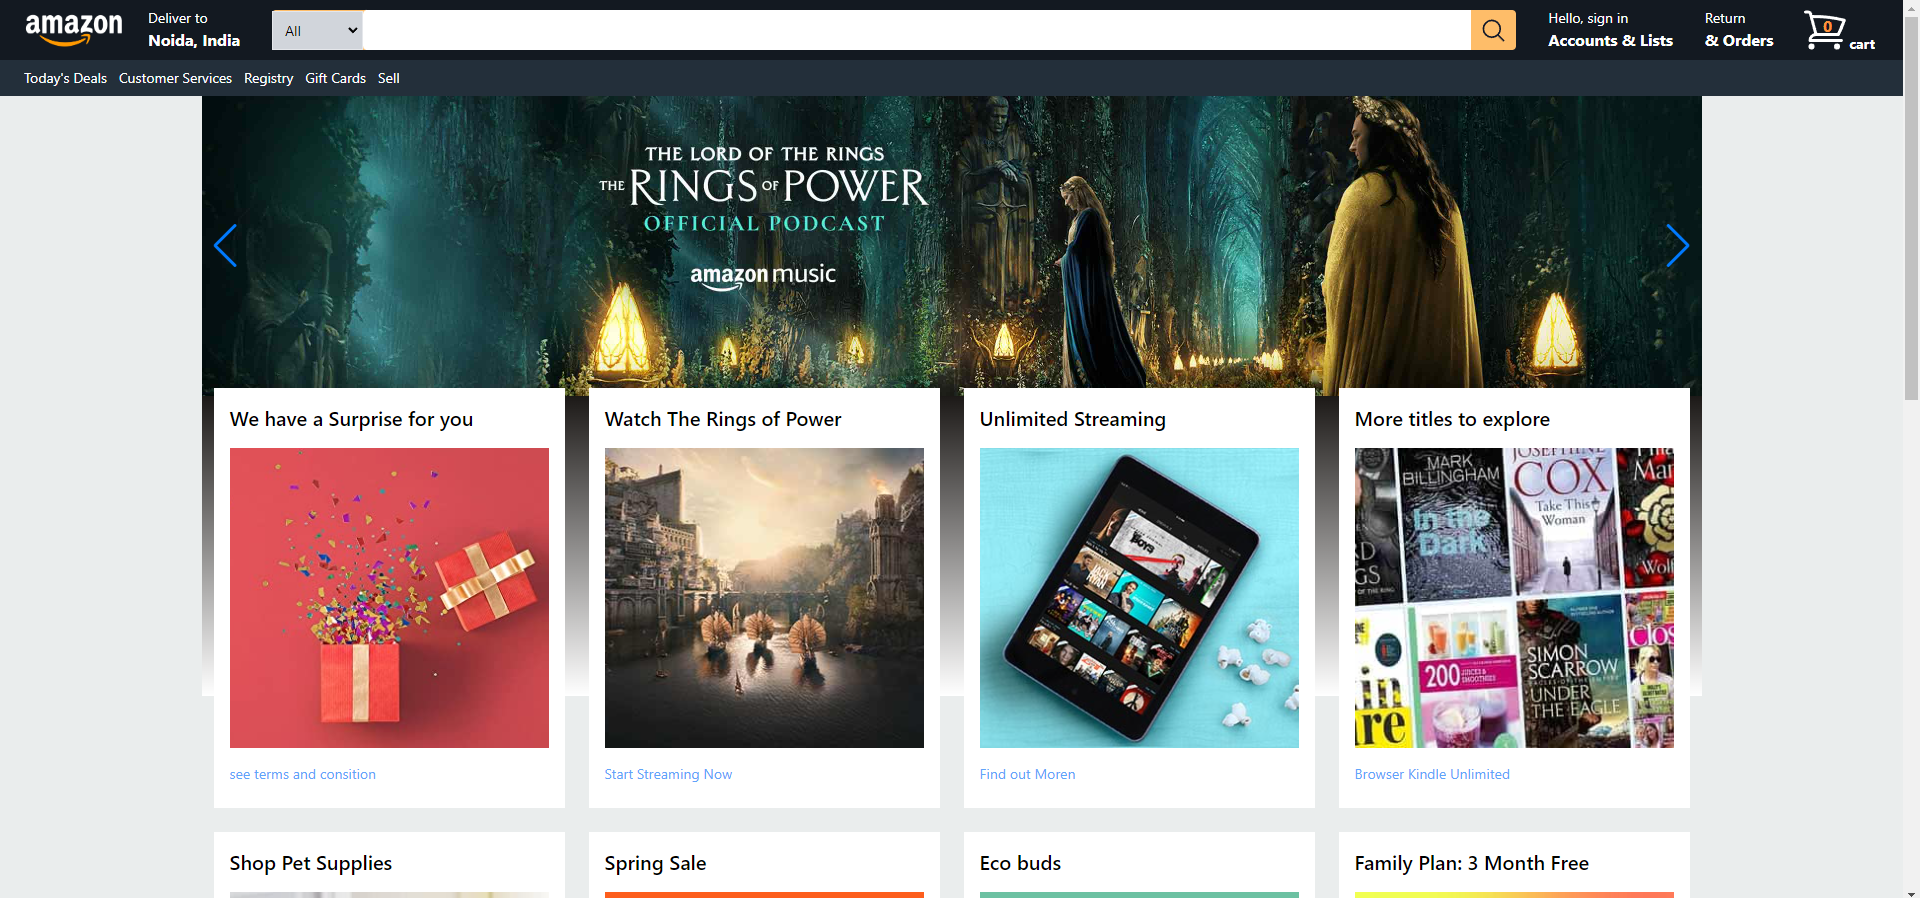 amazon
Deliver to
Noida, India
All
Hello, sign in
Accounts & Lists
Return
& Orders
0
cart
Today's Deals Customer Services Registry Gift Cards Sell
THE LORD OF THE RINGS
THE RINGS OF POWER
OFFICIAL PODCAST
amazon music
We have a Surprise for you
Watch The Rings of Power
Unlimited Streaming
More titles to explore
MARK
BILLINGHAM
In the
Dark
JOSEPHINE
COX
Take This
Woman
200
SIMON
SCARROW
UNDER
THE EAGLE
see terms and consition
Start Streaming Now
Find out Moren
Browser Kindle Unlimited
Shop Pet Supplies
Spring Sale
Eco buds
Family Plan: 3 Month Free